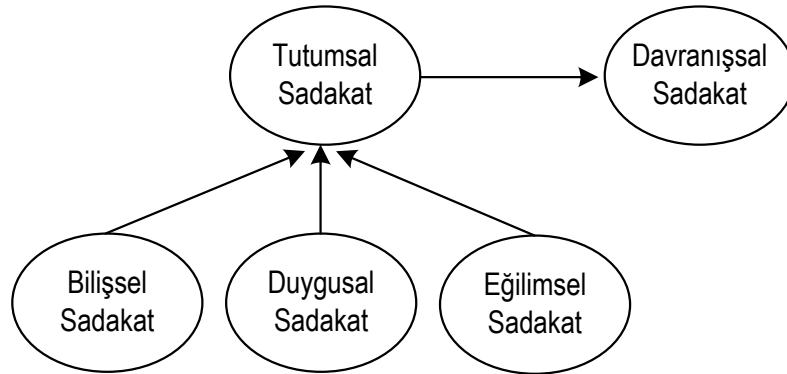 Tutumsal
Sadakat
Davranışsal
Sadakat
Bilişsel
Sadakat
Duygusal
Sadakat
Eğilimsel
Sadakat